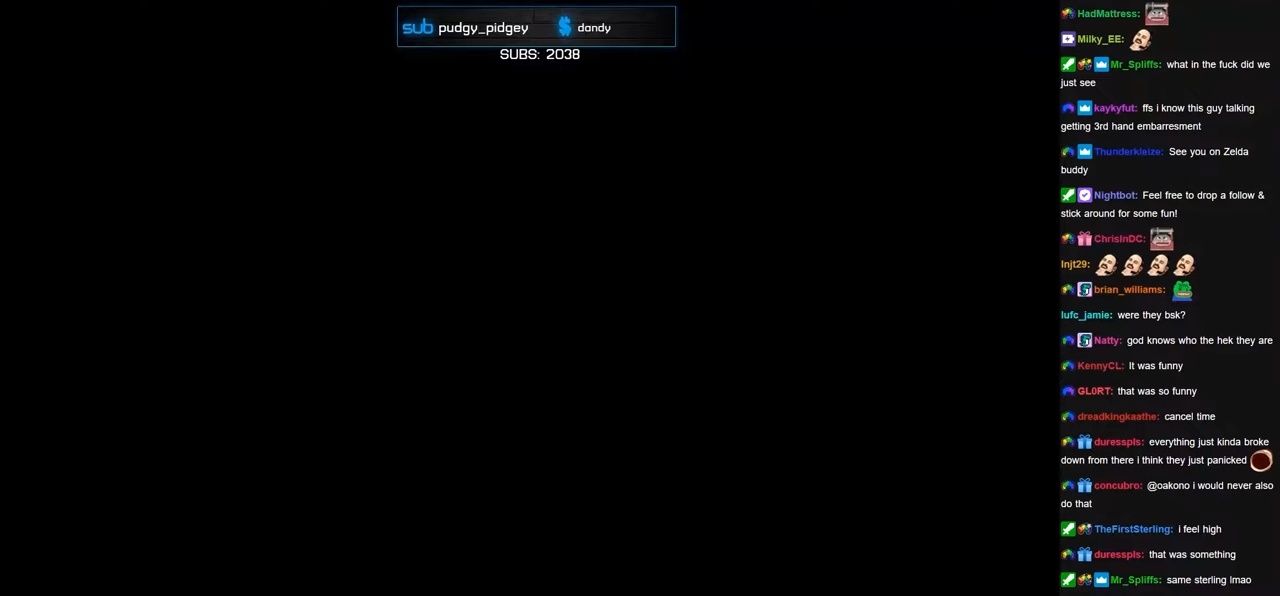 sub pudgy_pidgey $ dandy
SUBS: 2038
HadMattress:
Milky_EE:
Mr_Spliffs: what in the fuck did we
just see
kaykyfut: ffs i know this guy talking
getting 3rd hand embarresment
Thunderkleize: See you on Zelda
buddy
Nightbot: Feel free to drop a follow &
stick around for some fun!
ChrisInDC:
Injt29:
brian_williams:
lufc_jamie: were they bsk?
Natty: god knows who the hek they are
KennyCL: It was funny
GL0RT: that was so funny
dreadkingkaathe: cancel time
duresspls: everything just kinda broke
down from there i think they just panicked
concubro: @oakono i would never also
do that
TheFirstSterling: i feel high
duresspls: that was something
Mr_Spliffs: same sterling lmao